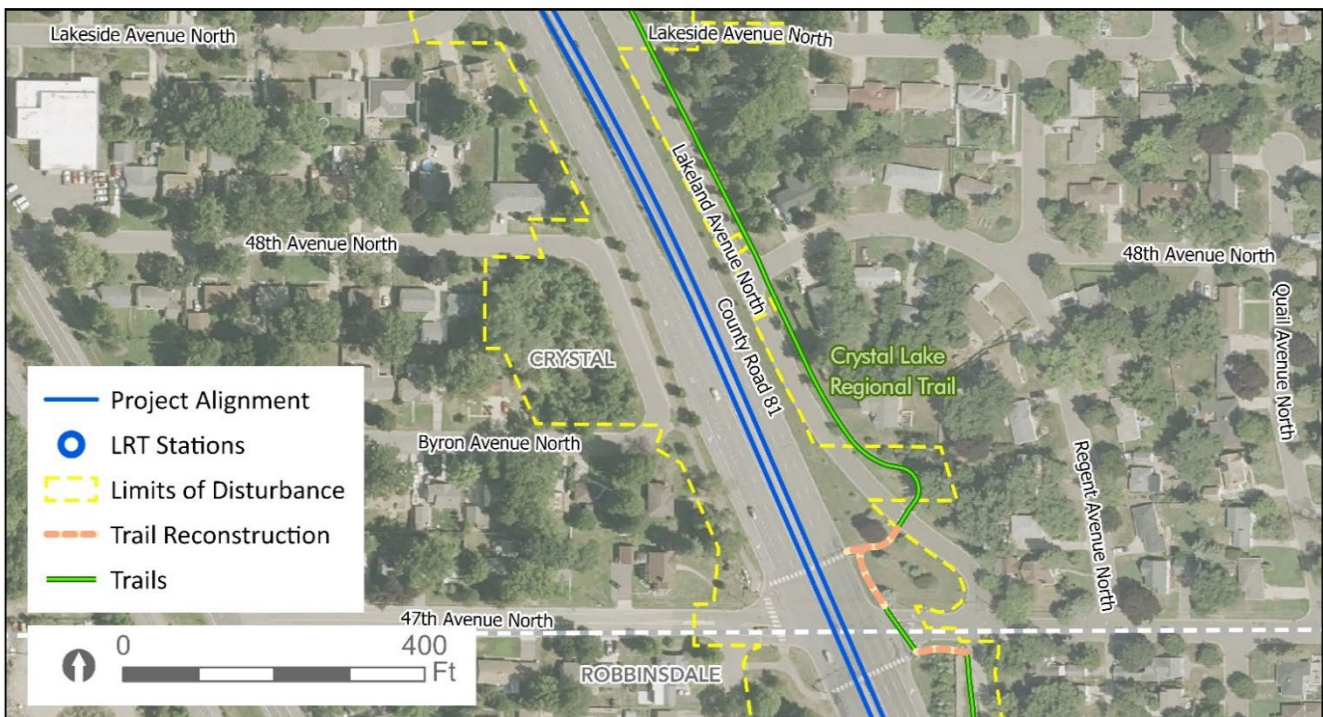 Lakeside Avenue North
Lakeside Avenue North
Lakeland Avenue North
48th Avenue North
48th Avenue North
County Road 81
Quail Avenue North
CRYSTAL
Crystal Lake
Regional Trail
Project Alignment
LRT Stations
Limits of Disturbance
Trail Reconstruction
Trails
Byron Avenue North
Regent Avenue North
47th Avenue North
0 400
Ft
ROBBINSDALE